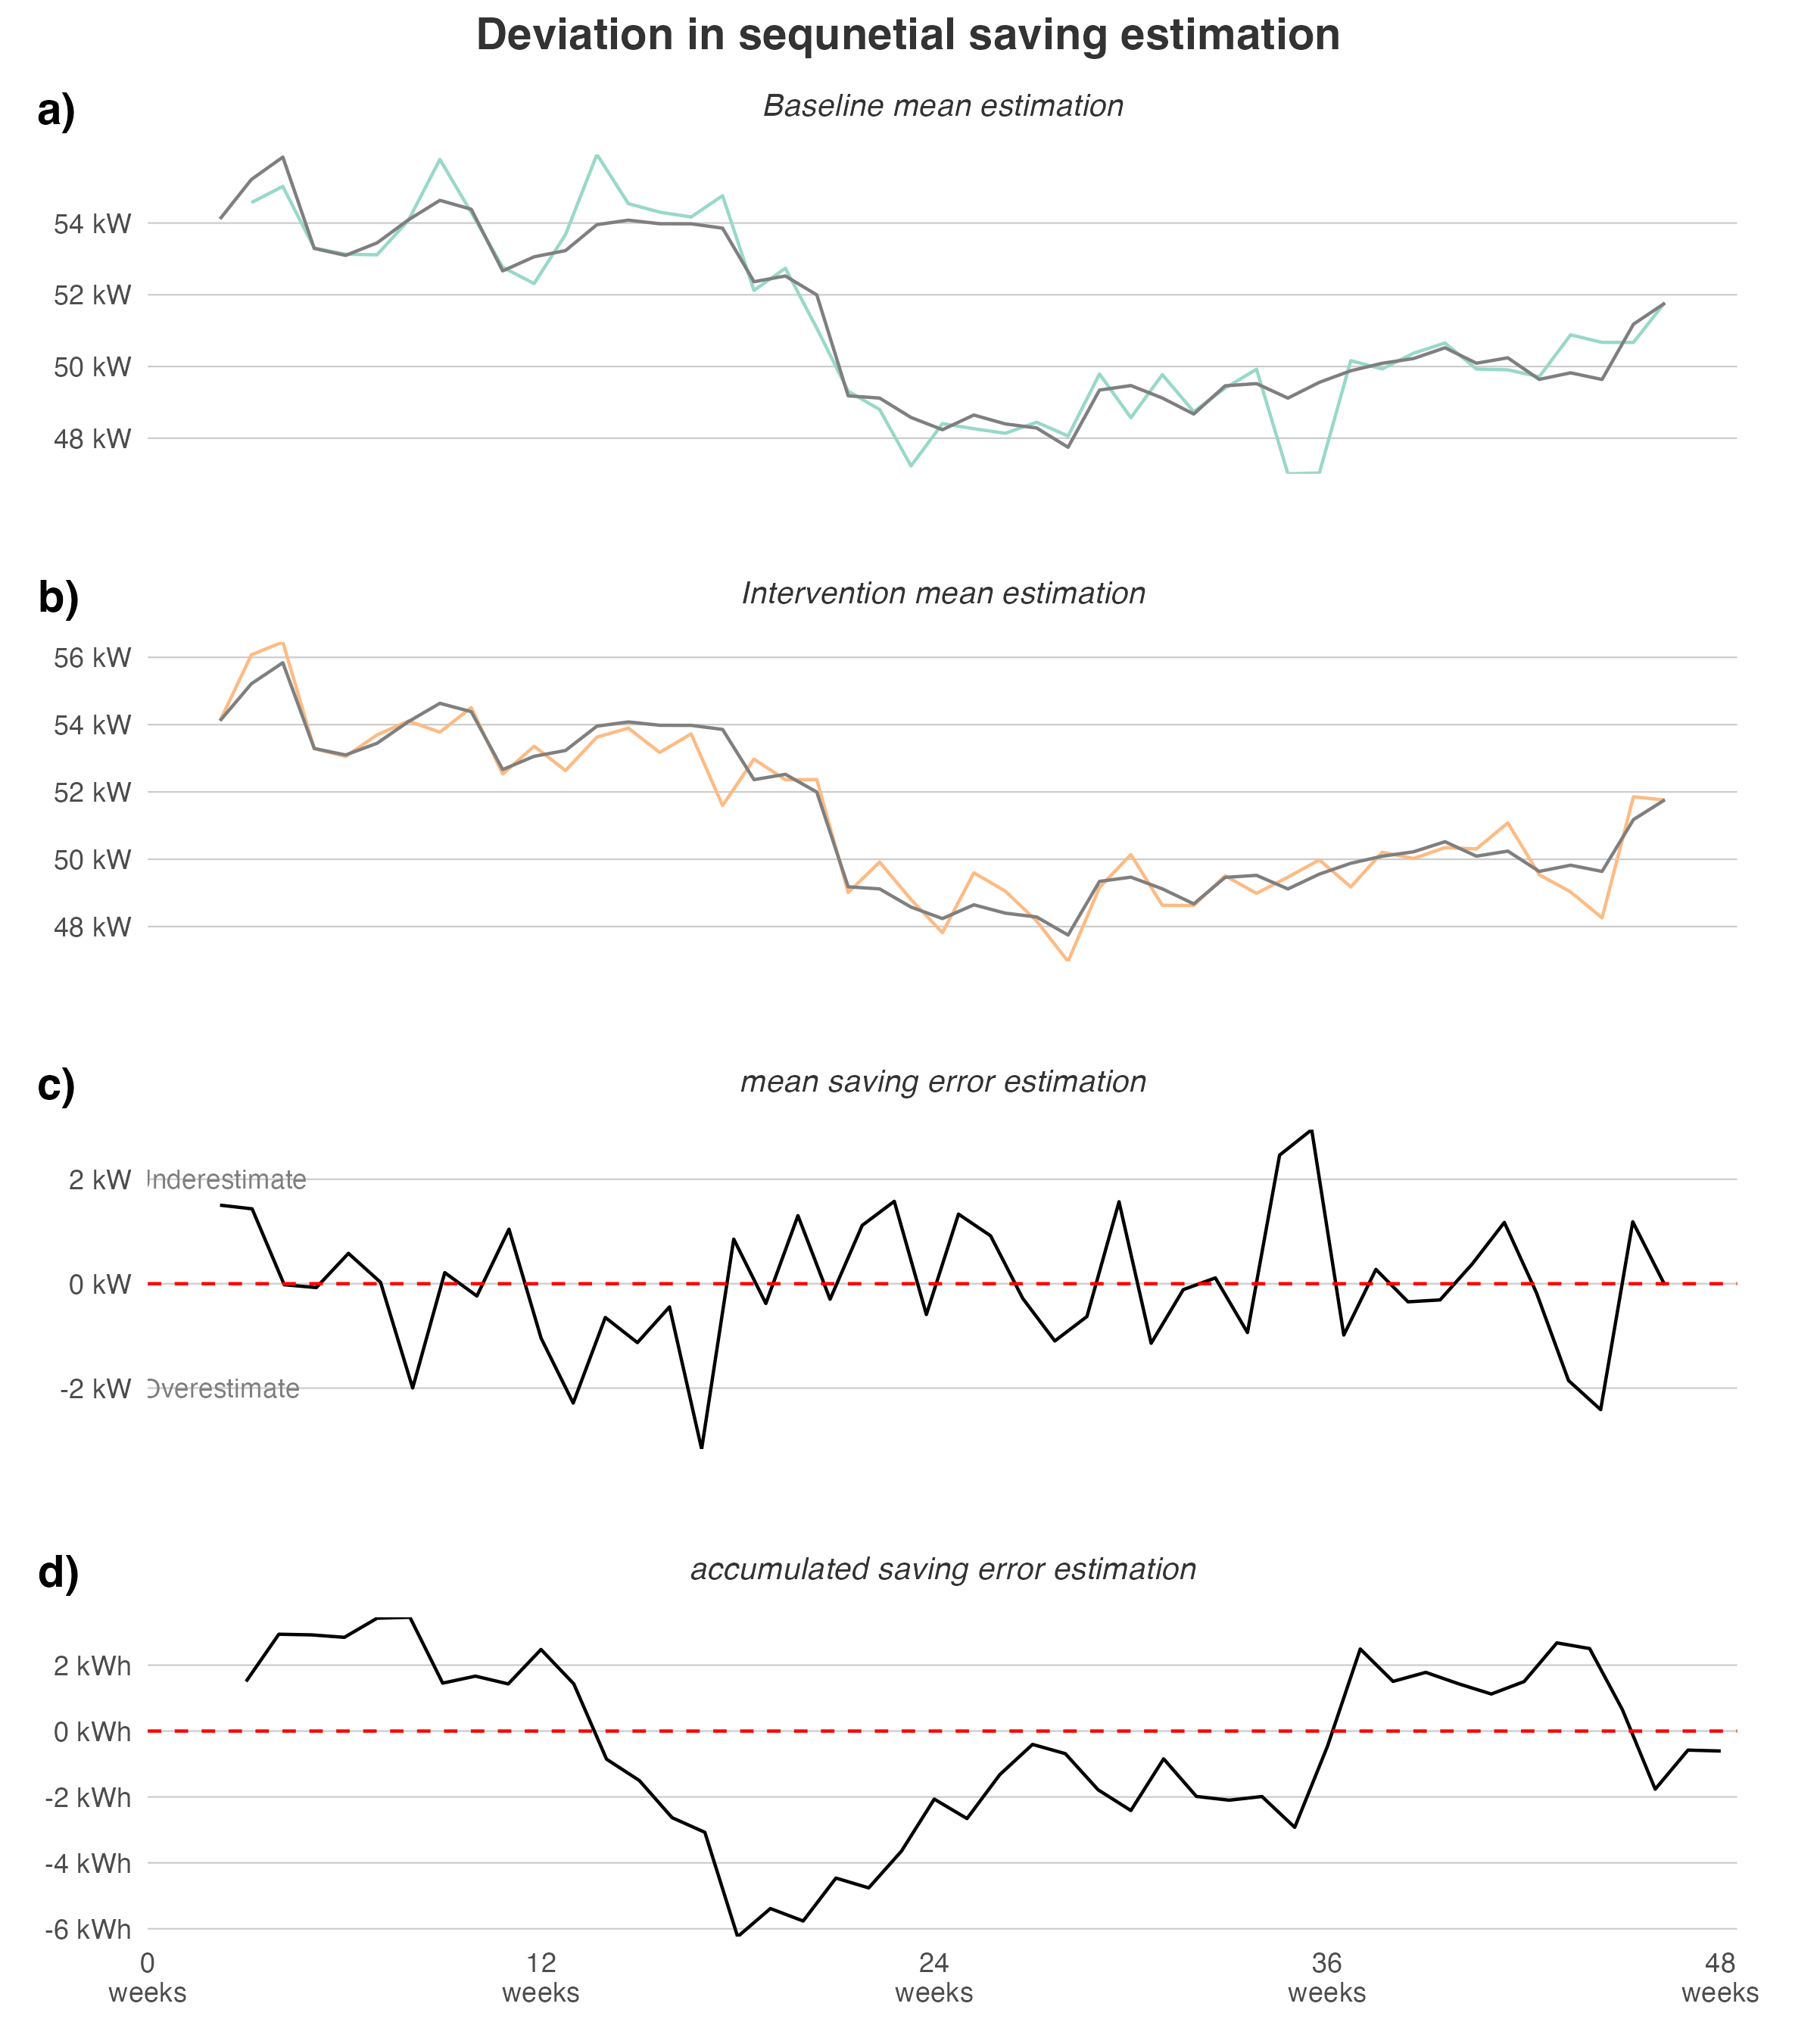 Deviation in sequnetial saving estimation
a)
Baseline mean estimation
54 kW
52 kW
50 kW
48 kW
b)
Intervention mean estimation
56 kW
54 kW
52 kW
50 kW
48 kW
c)
mean saving error estimation
2 kW
Underestimate
0 kW
-2 kW
Overestimate
d)
accumulated saving error estimation
2 kWh
0 kWh
-2 kWh
-4 kWh
-6 kWh
0 12 24 36 48
weeks weeks weeks weeks weeks